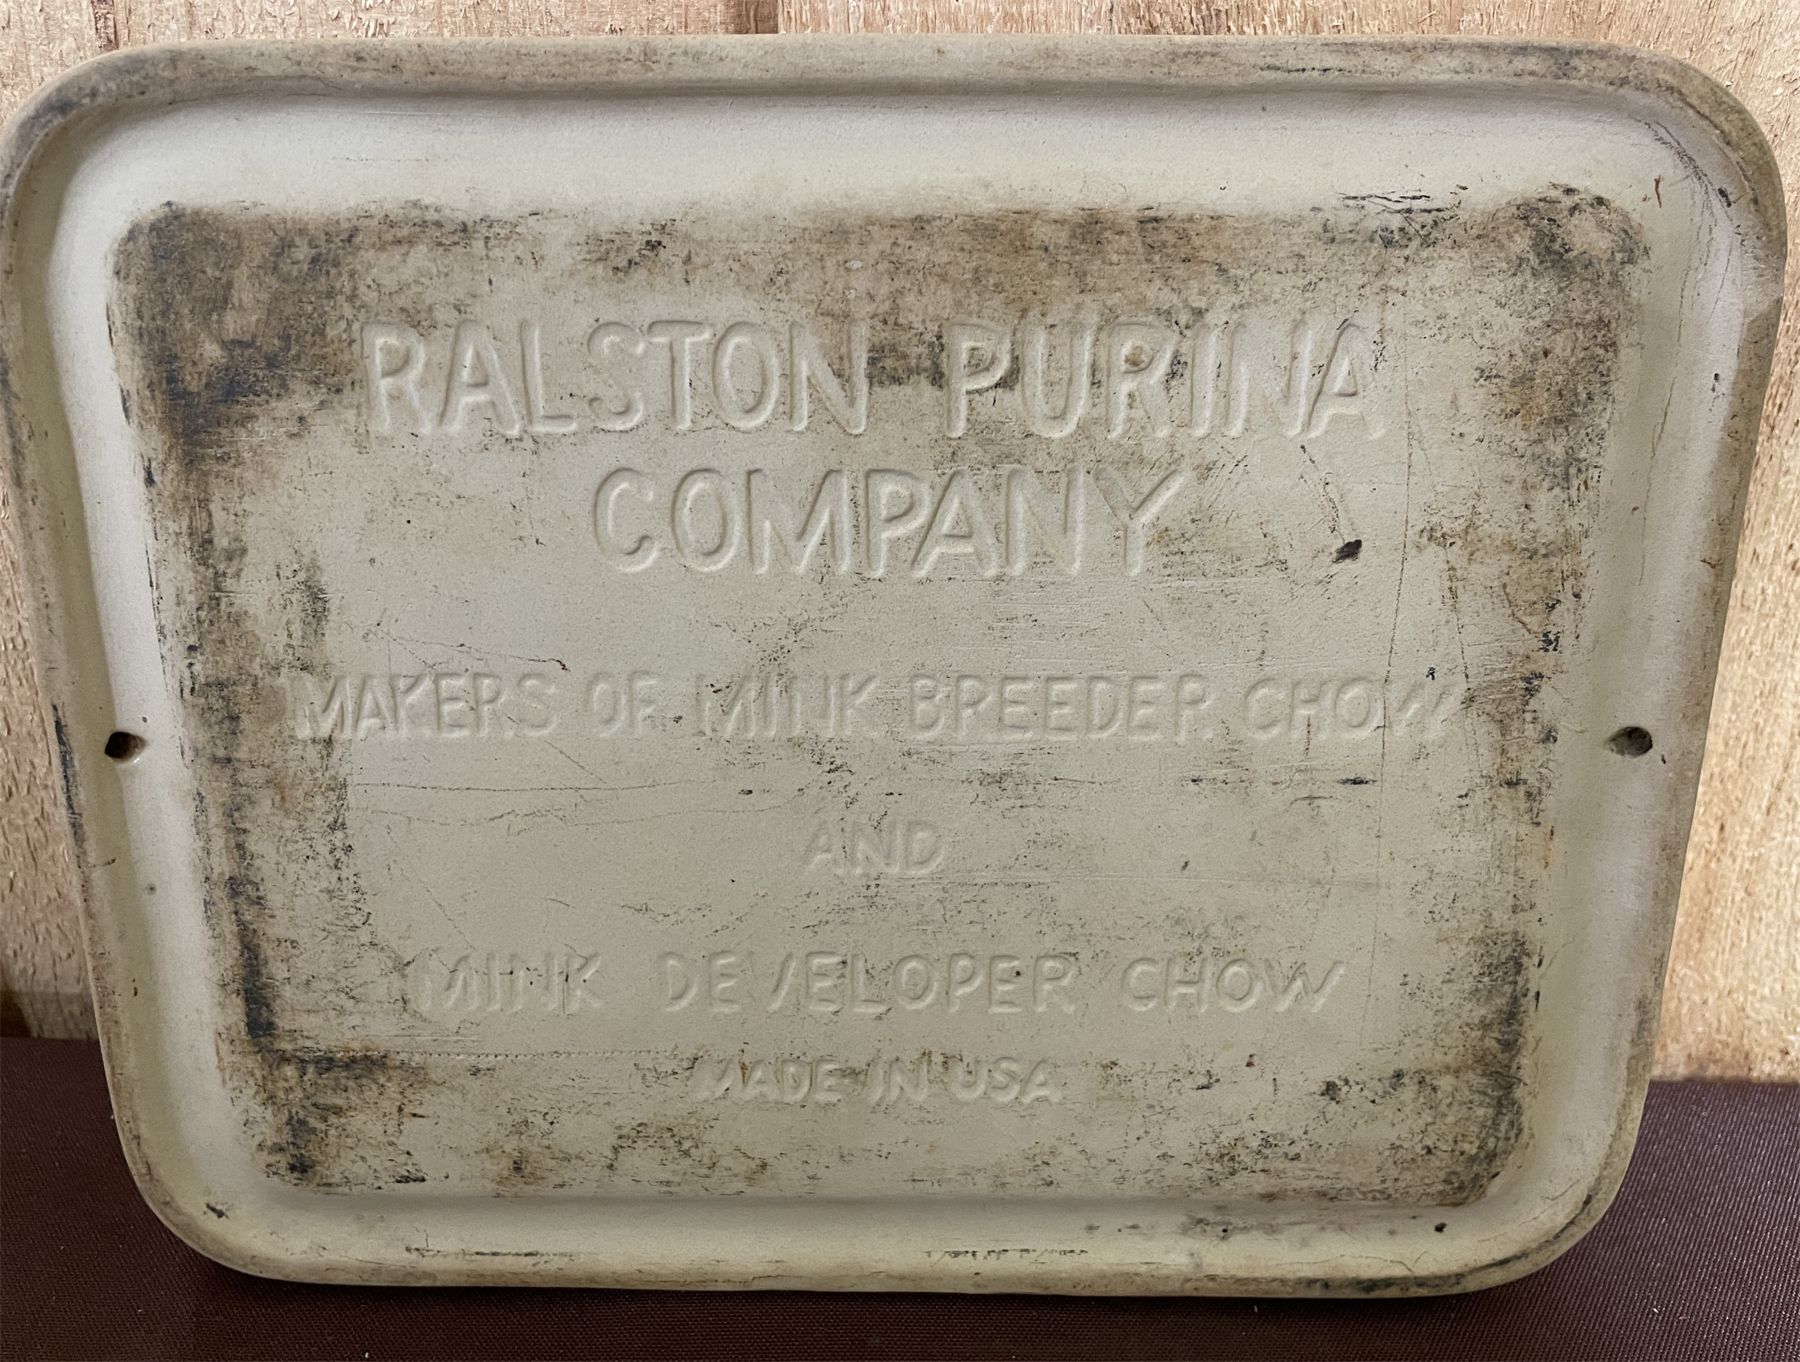 RALSTON PURINA
COMPANY
MAKERS OF MINK BREEDER CHOW
AND
MINK DEVELOPER CHOW
MADE IN USA